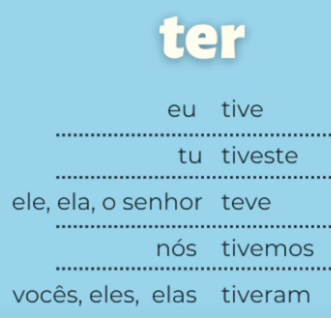 ter
eu tive
tu tiveste
ele, ela, o senhor teve
nós tivemos
vocês, eles, elas tiveram